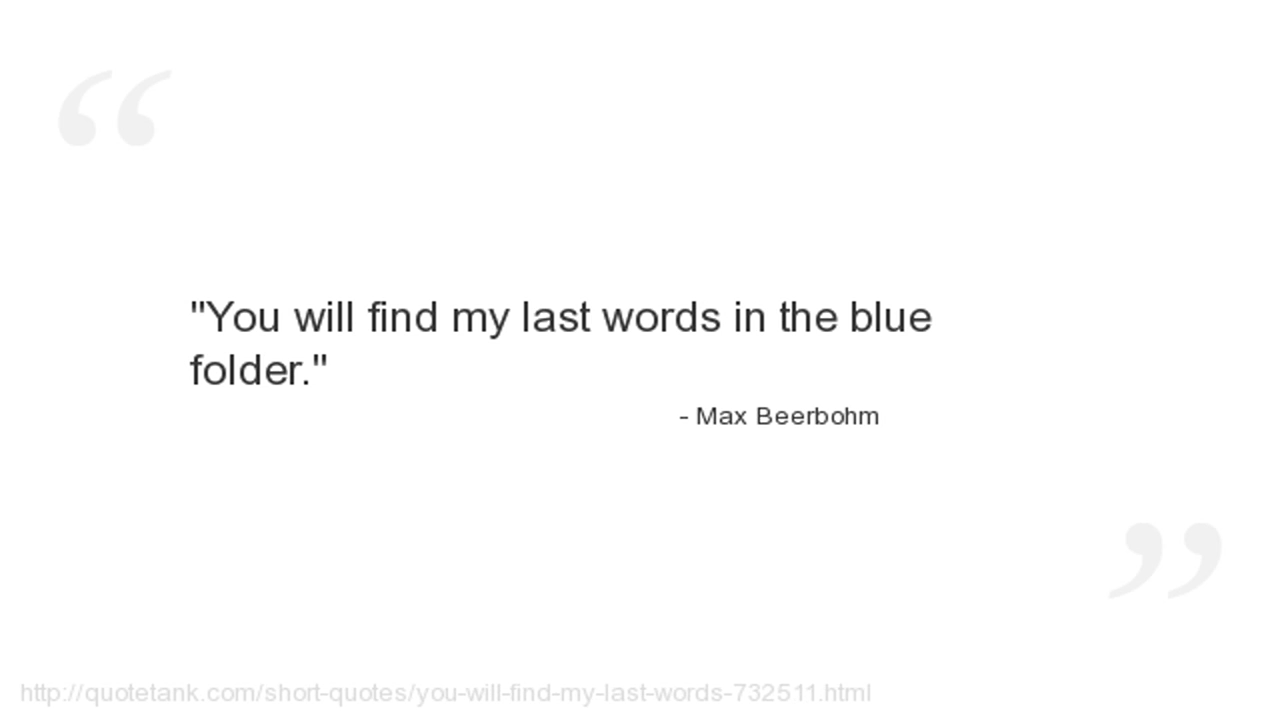 "You will find my last words in the blue
folder."
- Max Beerbohm
http://quotetank.com/short-quotes/you-will-find-my-last-words-732511.html